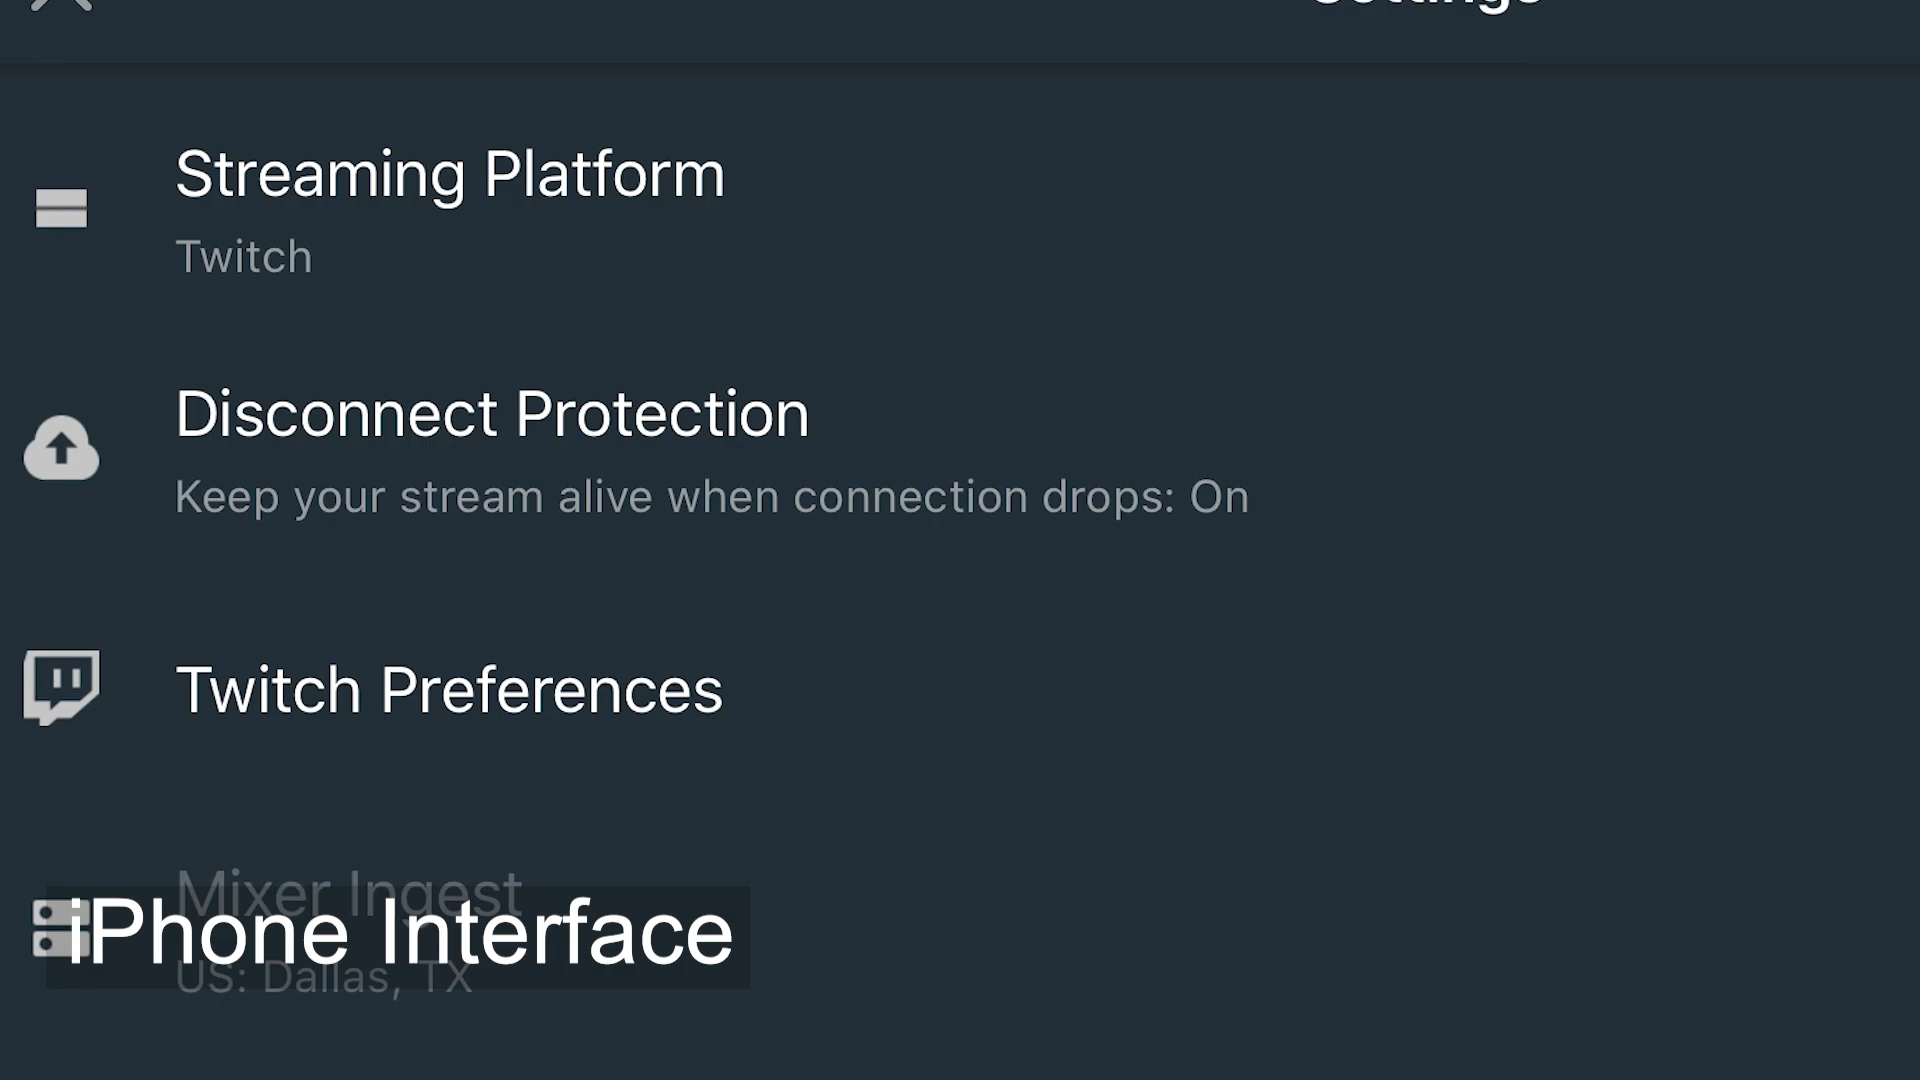 Settings
Streaming Platform
Twitch
Disconnect Protection
Keep your stream alive when connection drops: On
Twitch Preferences
Mixer Ingest
iPhone Interface
US: Dallas, TX